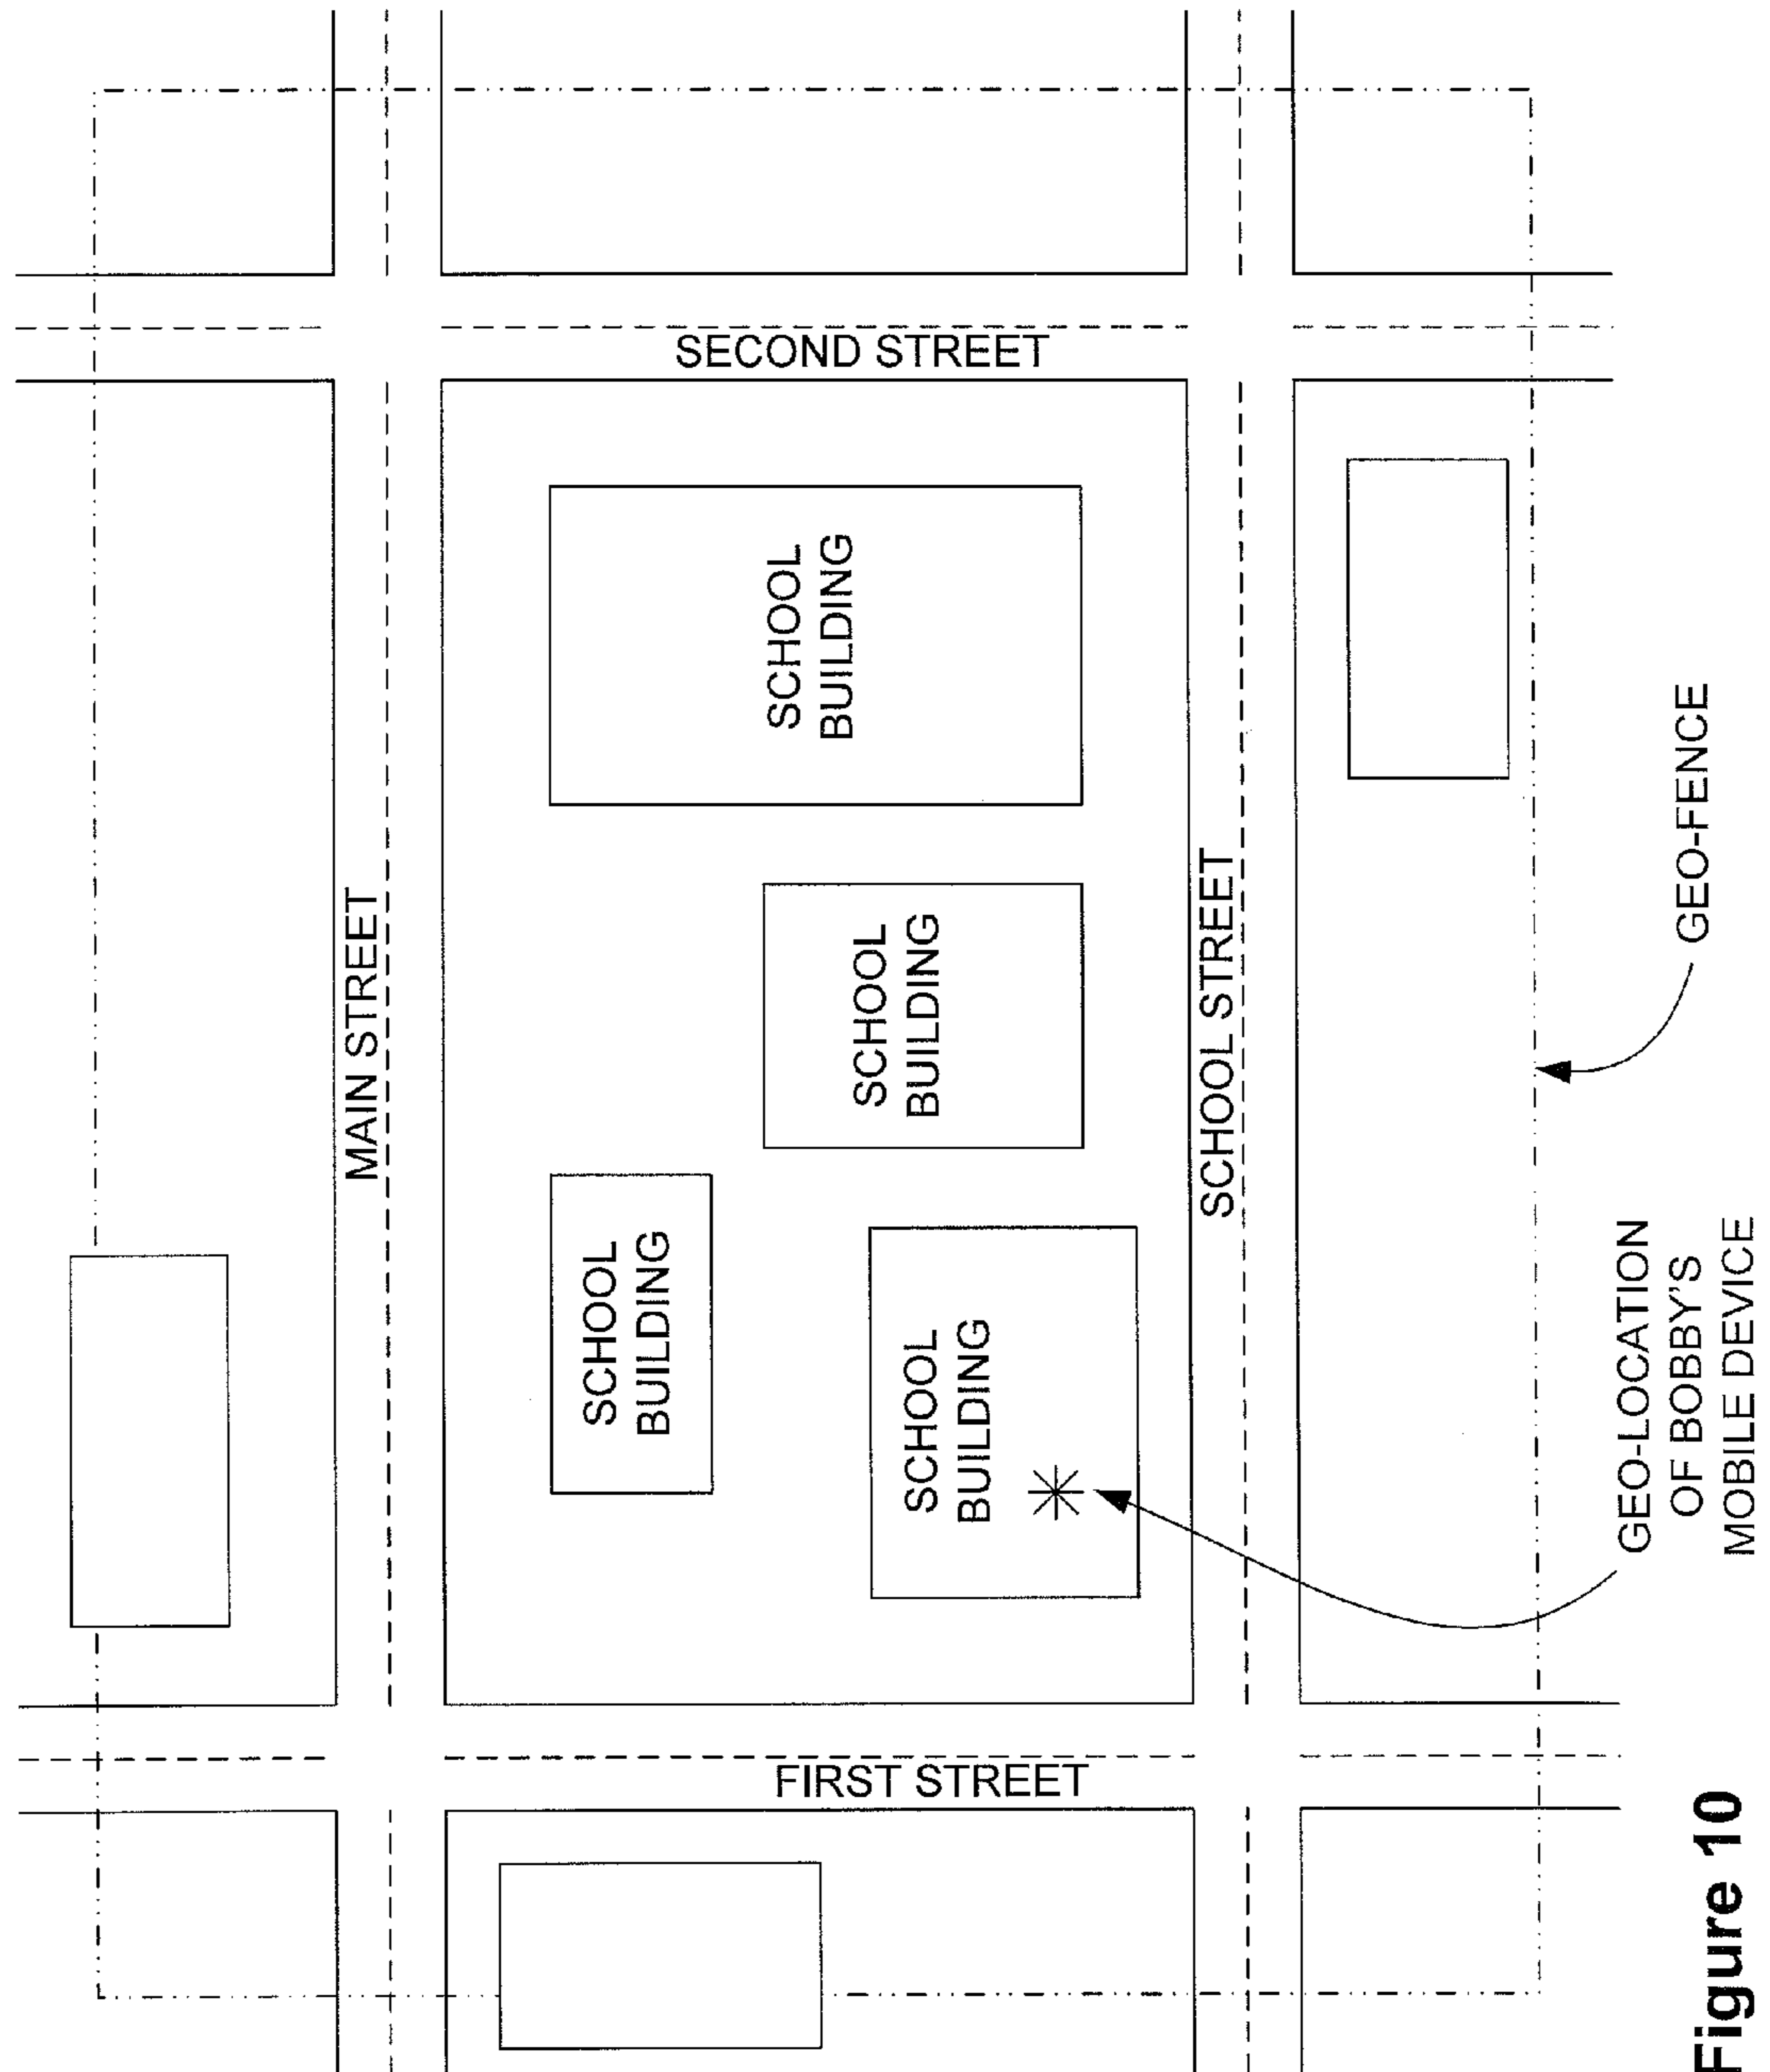 MAIN STREET
SECOND STREET
SCHOOL
BUILDING
SCHOOL
BUILDING
SCHOOL
BUILDING
SCHOOL
BUILDING
SCHOOL STREET
FIRST STREET
GEO-LOCATION
OF BOBBY'S
MOBILE DEVICE
GEO-FENCE
Figure 10